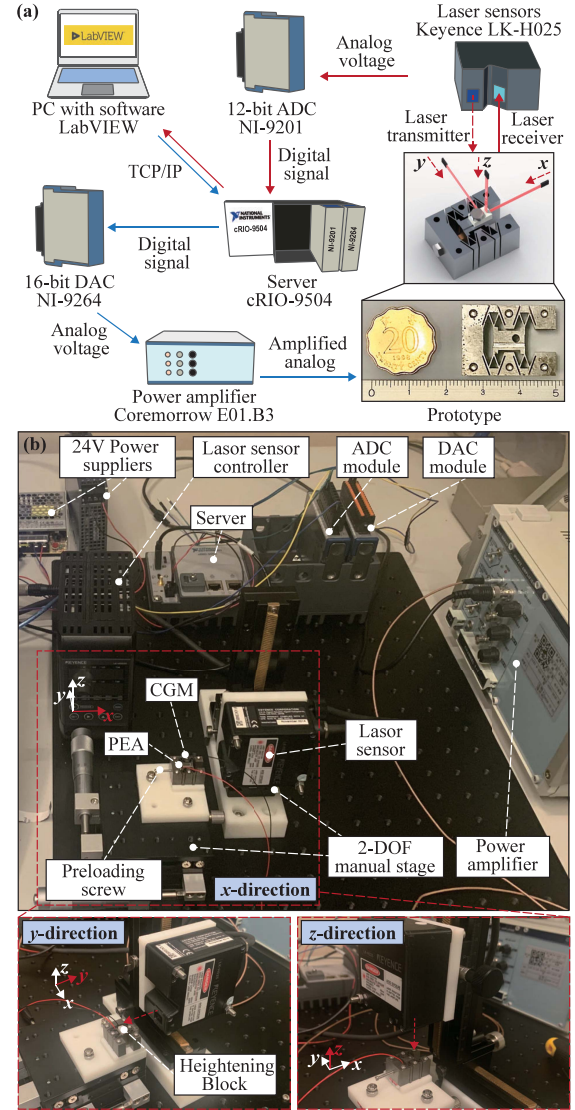 (a)
LabVIEW
PC with software
LabVIEW
Analog
voltage
12-bit ADC
NI-9201
Laser sensors
Keyence LK-H025
Laser
transmitter
Laser
receiver
TCP/IP
Digital
signal
y
z
x
16-bit DAC
NI-9264
Digital
signal
NATIONAL
INSTRUMENTS
cRIO-9504
NI-9201
NI-9264
Server
cRIO-9504
Analog
voltage
Power amplifier
Coremorrow E01.B3
Amplified
analog
20
0 1 2 3 4 5
Prototype
(b)
24V Power
suppliers
Lasor sensor
controller
Server
ADC
module
DAC
module
KEYENCE
z
y
x
CGM
PEA
Lasor
sensor
Preloading
screw
x-direction
2-DOF
manual stage
Power
amplifier
y-direction
z
y
x
Heightening
Block
z-direction
KEYENCE
z
y
x